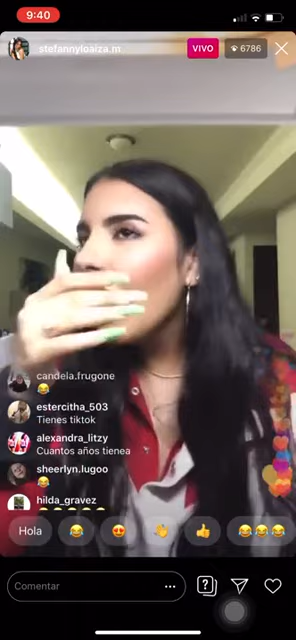 9:40
stefannyloaiza.m
VIVO
6786
candela.frugone
😂
estercitha_503
Tienes tiktok
alexandra_litzy
Cuantos años tienea
sheerlyn.lugoo
😂
hilda_gravez
Hola
Comentar